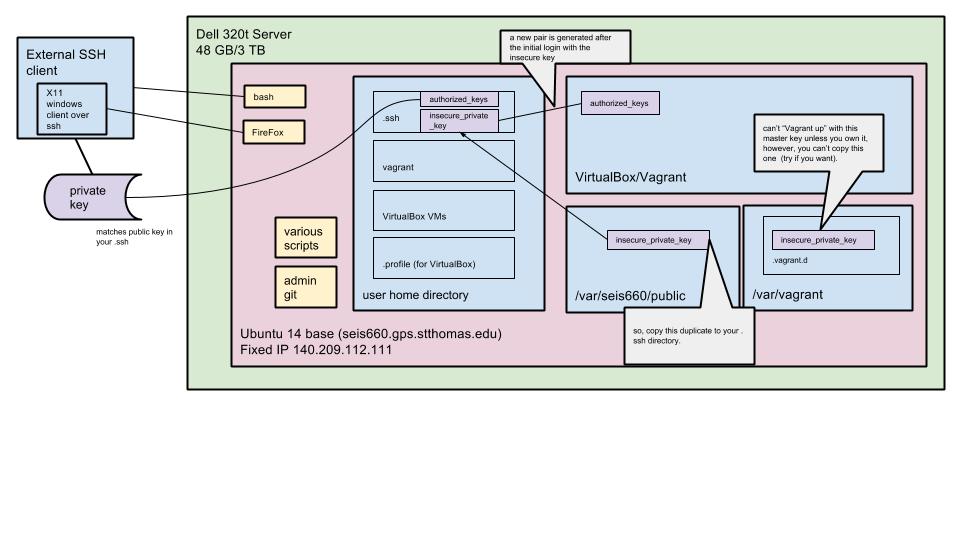 Dell 320t Server
48 GB/3 TB
a new pair is generated after
the initial login with the
insecure key
External SSH
client
X11
windows
client over
ssh
private
key
matches public key in
your .ssh
bash
FireFox
various
scripts
admin
git
.ssh
authorized_keys
insecure_private
_key
vagrant
VirtualBox VMs
.profile (for VirtualBox)
user home directory
authorized_keys
VirtualBox/Vagrant
can't “Vagrant up” with this
master key unless you own it,
however, you can't copy this
one (try if you want).
insecure_private_key
/var/seis660/public
insecure_private_key
.vagrant.d
/var/vagrant
so, copy this duplicate to your .
ssh directory.
Ubuntu 14 base (seis660.gps.stthomas.edu)
Fixed IP 140.209.112.111